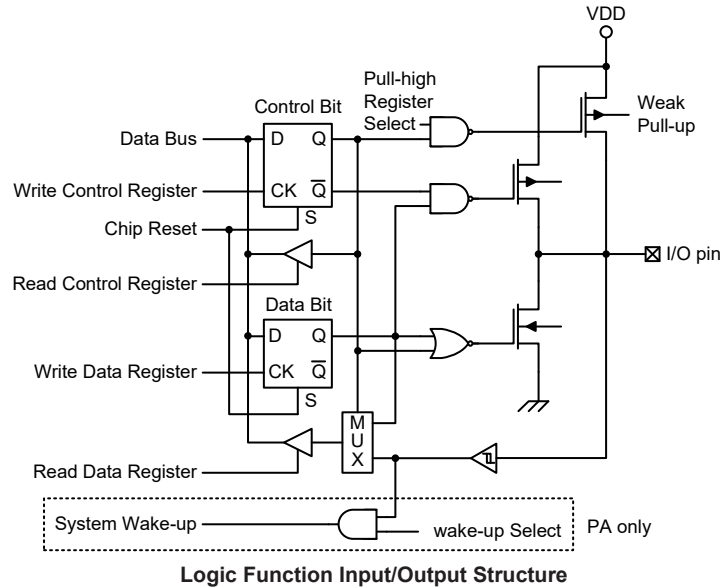 VDD
Pull-high
Register
Select
Weak
Pull-up
Control Bit
Data Bus
D Q
Write Control Register
CK Q
S
Chip Reset
I/O pin
Read Control Register
Data Bit
D Q
Write Data Register
CK Q
S
M
U
X
Read Data Register
System Wake-up
wake-up Select
PA only
Logic Function Input/Output Structure